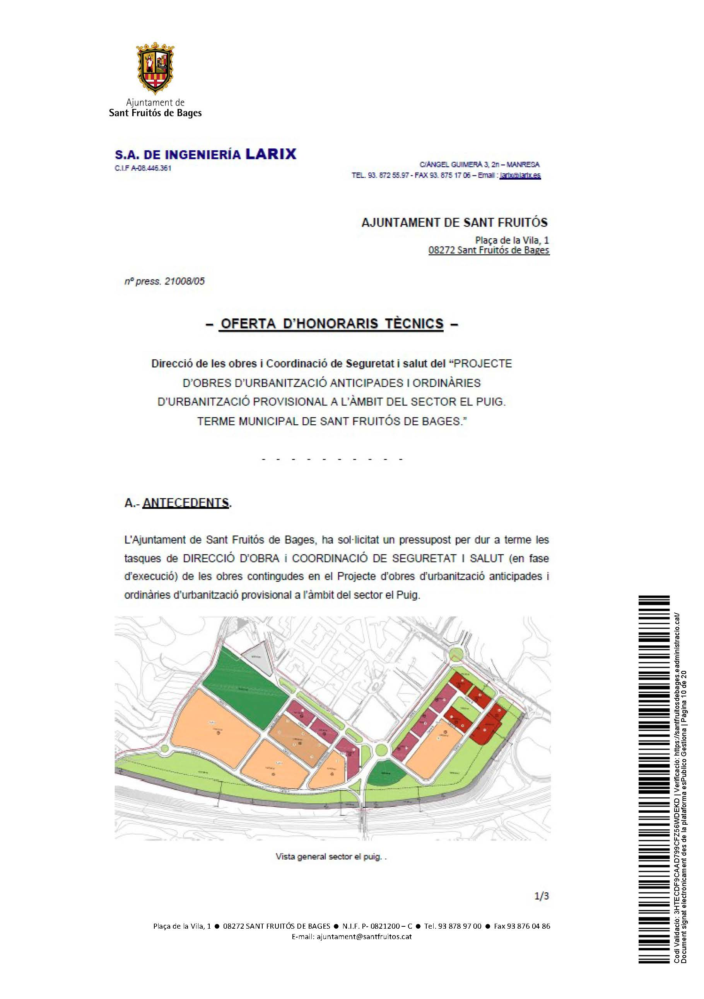 Ajuntament de
Sant Fruitós de Bages
S.A. DE INGENIERÍA LARIX
C.I.F A-08.446.361
C/ÀNGEL GUIMERÀ 3, 2n – MANRESA
TEL. 93. 872 55.97 - FAX 93. 875 17 06 – Email : larix@larix.es
AJUNTAMENT DE SANT FRUITÓS
Plaça de la Vila, 1
08272 Sant Fruitós de Bages
nº press. 21008/05
– OFERTA D'HONORARIS TÈCNICS –
Direcció de les obres i Coordinació de Seguretat i salut del “PROJECTE
D'OBRES D'URBANITZACIÓ ANTICIPADES I ORDINÀRIES
D'URBANITZACIÓ PROVISIONAL A L'ÀMBIT DEL SECTOR EL PUIG.
TERME MUNICIPAL DE SANT FRUITÓS DE BAGES.”
- - - - - - - - - -
A.- ANTECEDENTS.
L'Ajuntament de Sant Fruitós de Bages, ha sol·licitat un pressupost per dur a terme les
tasques de DIRECCIÓ D'OBRA i COORDINACIÓ DE SEGURETAT I SALUT (en fase
d'execució) de les obres contingudes en el Projecte d'obres d'urbanització anticipades i
ordinàries d'urbanització provisional a l'àmbit del sector el Puig.
Vista general sector el puig. .
1/3
Plaça de la Vila, 1 ● 08272 SANT FRUITÓS DE BAGES ● N.I.F. P- 0821200 – C ● Tel. 93 878 97 00 ● Fax 93 876 04 86
E-mail: ajuntament@santfruitos.cat
Codi Validació: 3HTECDF9CAAD799CFZ56WDEKD | Verificació: https://santfruitosdebages.eadministracio.cat/
Document signat electrònicament des de la plataforma esPublico Gestiona | Pàgina 10 de 20